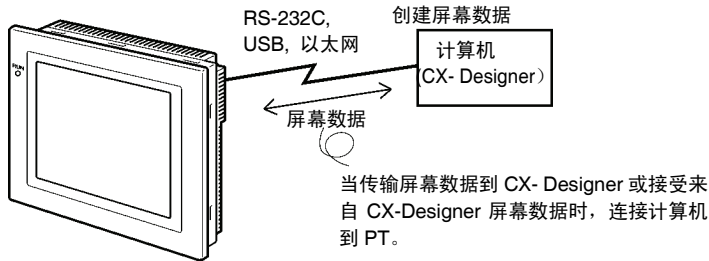 RS-232C,
USB, 以太网
创建屏幕数据
计算机
(CX- Designer）
RUN
屏幕数据
当传输屏幕数据到 CX- Designer 或接受来
自 CX-Designer 屏幕数据时，连接计算机
到 PT。